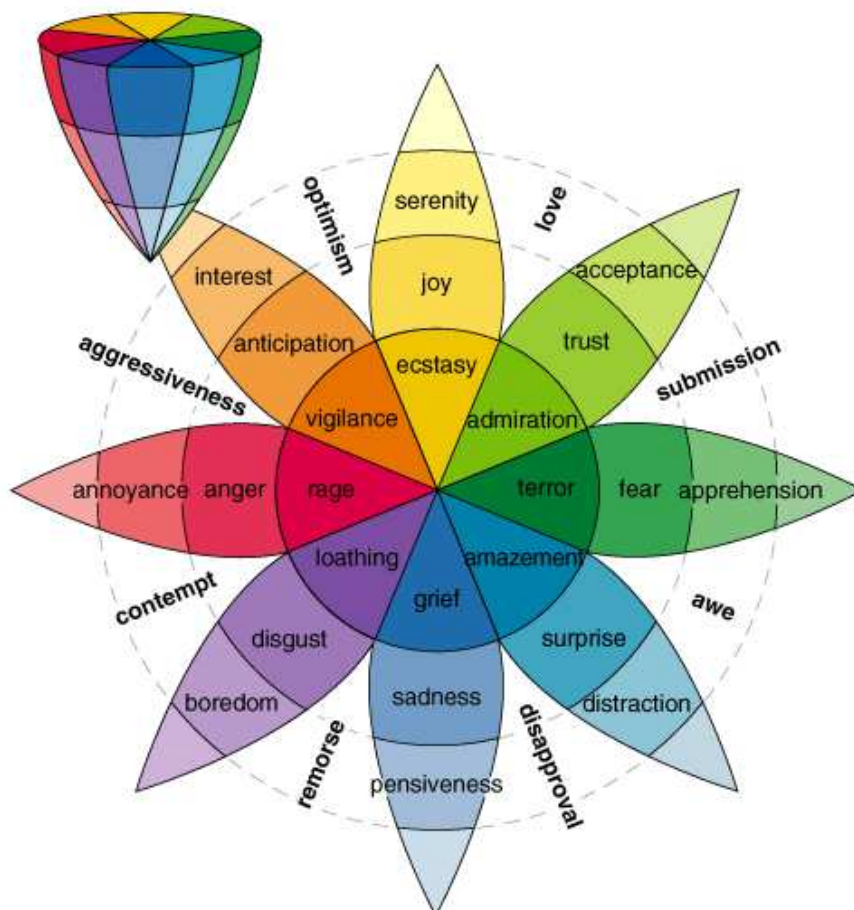 optimism
love
serenity
interest
acceptance
joy
anticipation
trust
aggressiveness
submission
ecstasy
vigilance
admiration
annoyance
anger
rage
terror
fear
apprehension
loathing
amazement
contempt
grief
awe
disgust
surprise
boredom
sadness
distraction
remorse
disapproval
pensiveness